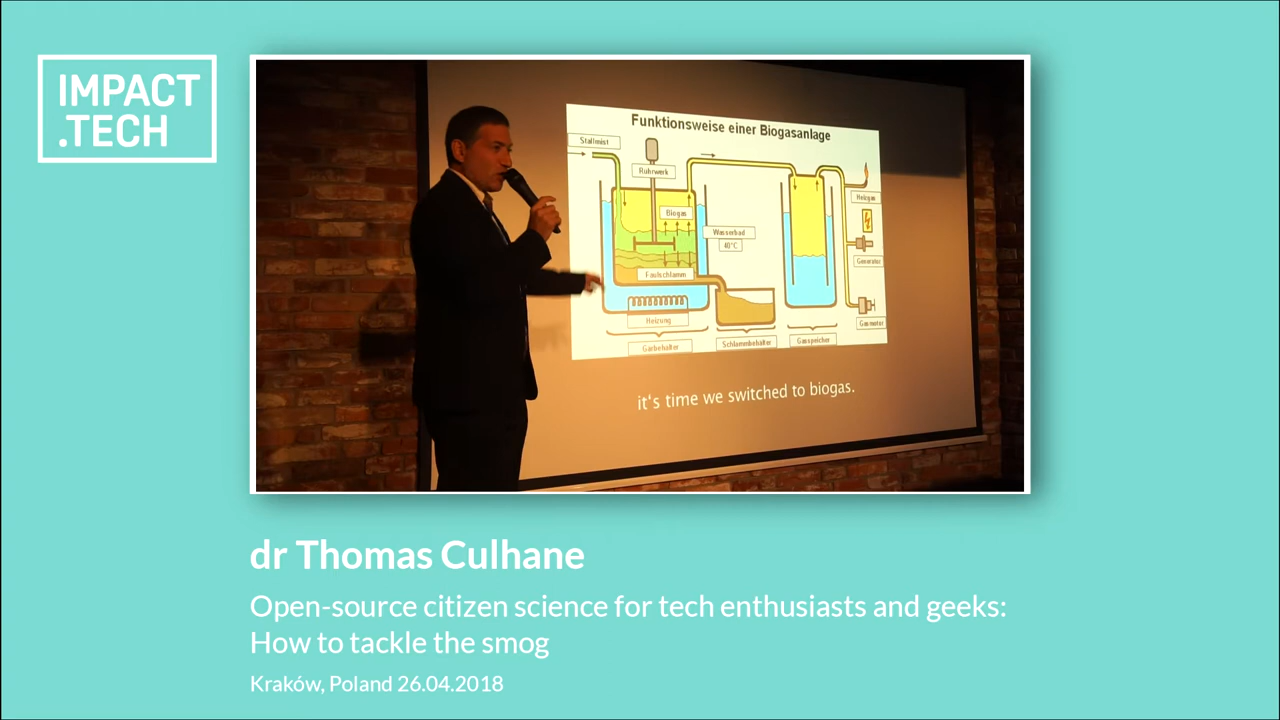 IMPACT
.TECH
Funktionsweise einer Biogasanlage
Stallmist
Rührwerk
Biogas
Wasserbad
40°C
Faulschlamm
Heizung
Gärbehälter
Schlammbehälter
Gasspeicher
Heizgas
Generator
Gasmotor
it's time we switched to biogas.
dr Thomas Culhane
Open-source citizen science for tech enthusiasts and geeks:
How to tackle the smog
Kraków, Poland 26.04.2018